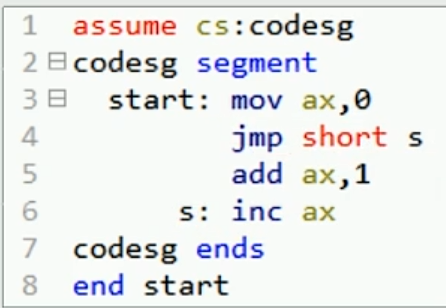 1 assume cs:codesg
2 codesg segment
3 start: mov ax,0
4 jmp short s
5 add ax,1
6 s: inc ax
7 codesg ends
8 end start